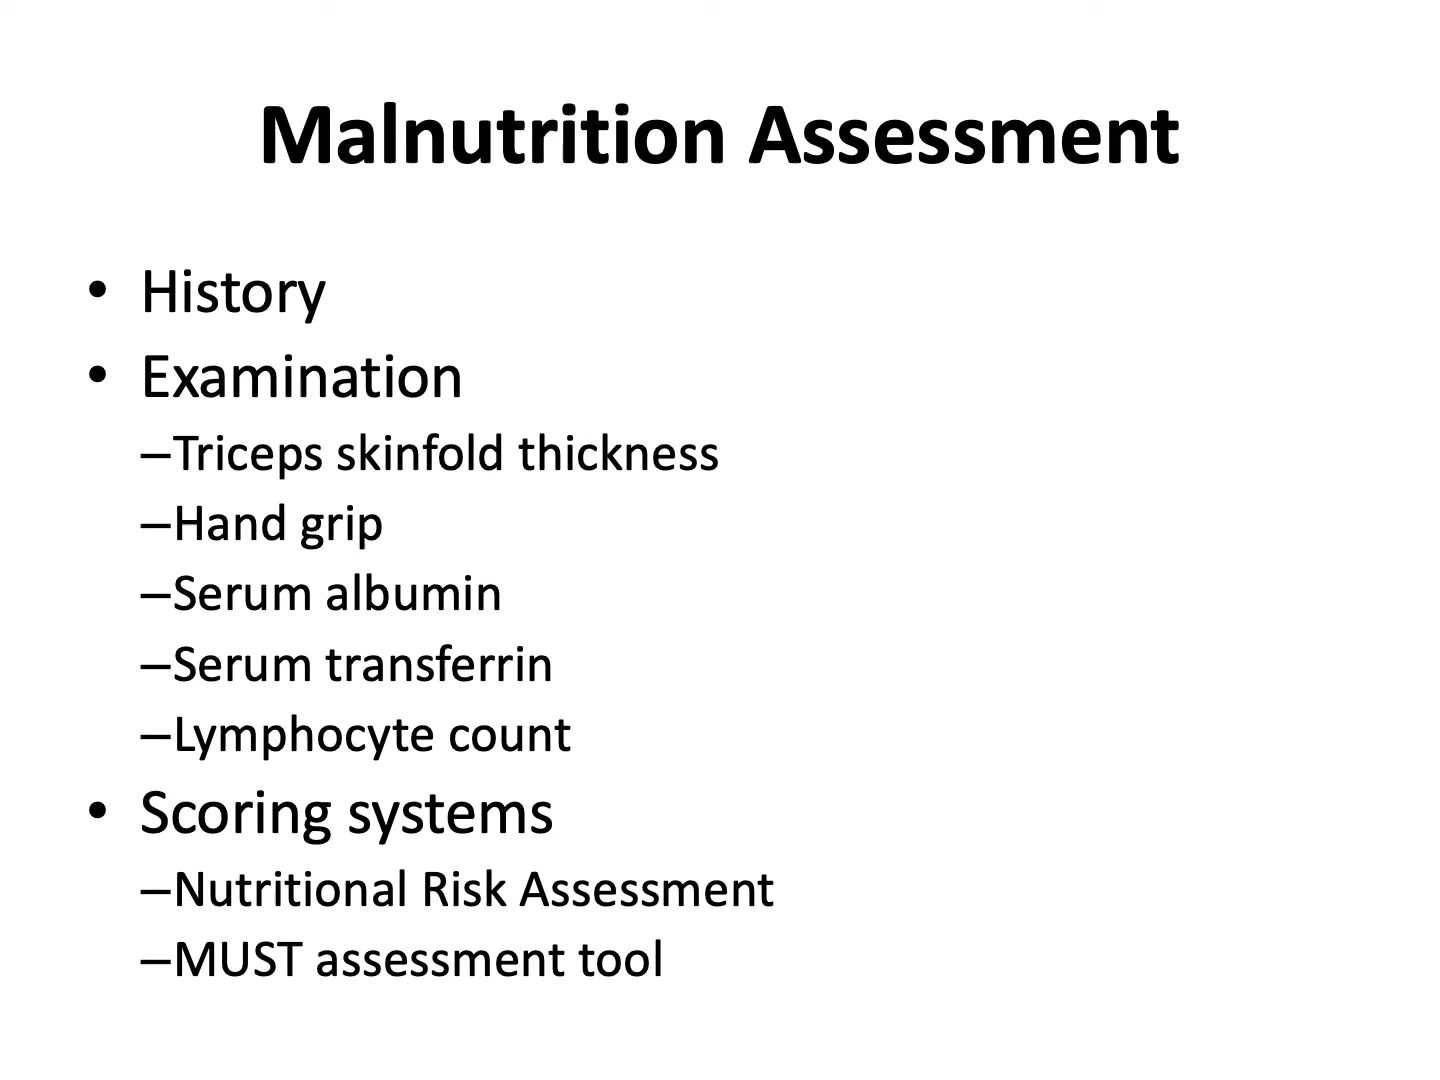 Malnutrition Assessment
• History
• Examination
–Triceps skinfold thickness
–Hand grip
–Serum albumin
–Serum transferrin
–Lymphocyte count
• Scoring systems
–Nutritional Risk Assessment
–MUST assessment tool